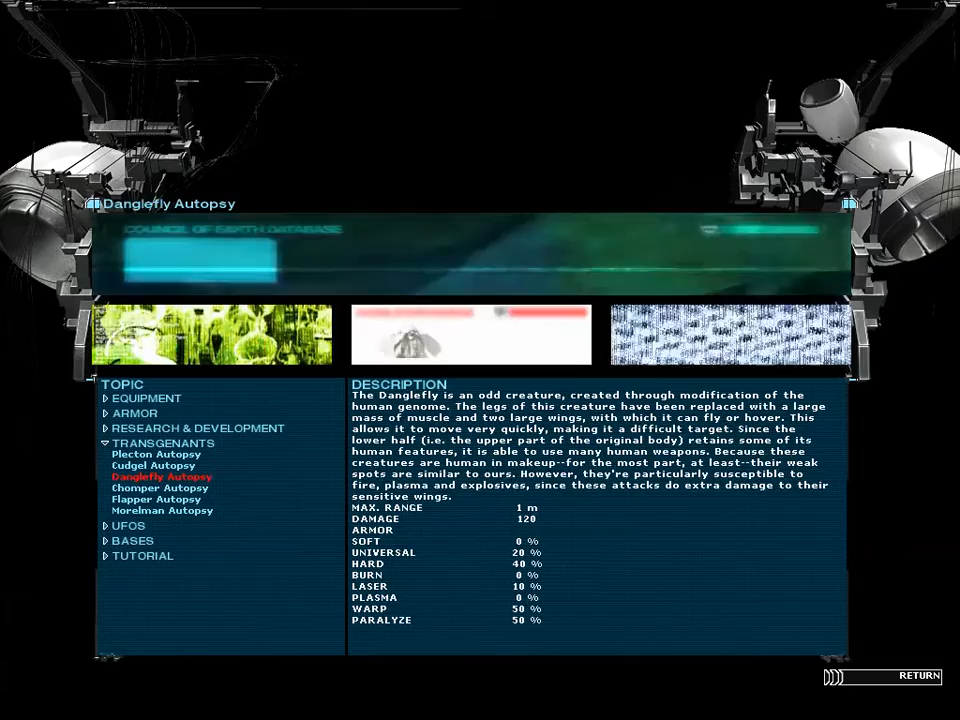 Danglefly Autopsy
COUNCIL OF EARTH DATABASE
TOPIC
EQUIPMENT
ARMOR
RESEARCH & DEVELOPMENT
TRANSGENANTS
Plecton Autopsy
Cudgel Autopsy
Danglefly Autopsy
Chomper Autopsy
Flapper Autopsy
Morelman Autopsy
UFOS
BASES
TUTORIAL
DESCRIPTION
The Danglefly is an odd creature, created through modification of the
human genome. The legs of this creature have been replaced with a large
mass of muscle and two large wings, with which it can fly or hover. This
allows it to move very quickly, making it a difficult target. Since the
lower half (i.e. the upper part of the original body) retains some of its
human features, it is able to use many human weapons. Because these
creatures are human in makeup--for the most part, at least--their weak
spots are similar to ours. However, they're particularly susceptible to
fire, plasma and explosives, since these attacks do extra damage to their
sensitive wings.
MAX. RANGE 1 m
DAMAGE 120
ARMOR
SOFT 0 %
UNIVERSAL 20 %
HARD 40 %
BURN 0 %
LASER 10 %
PLASMA 0 %
WARP 50 %
PARALYZE 50 %
RETURN